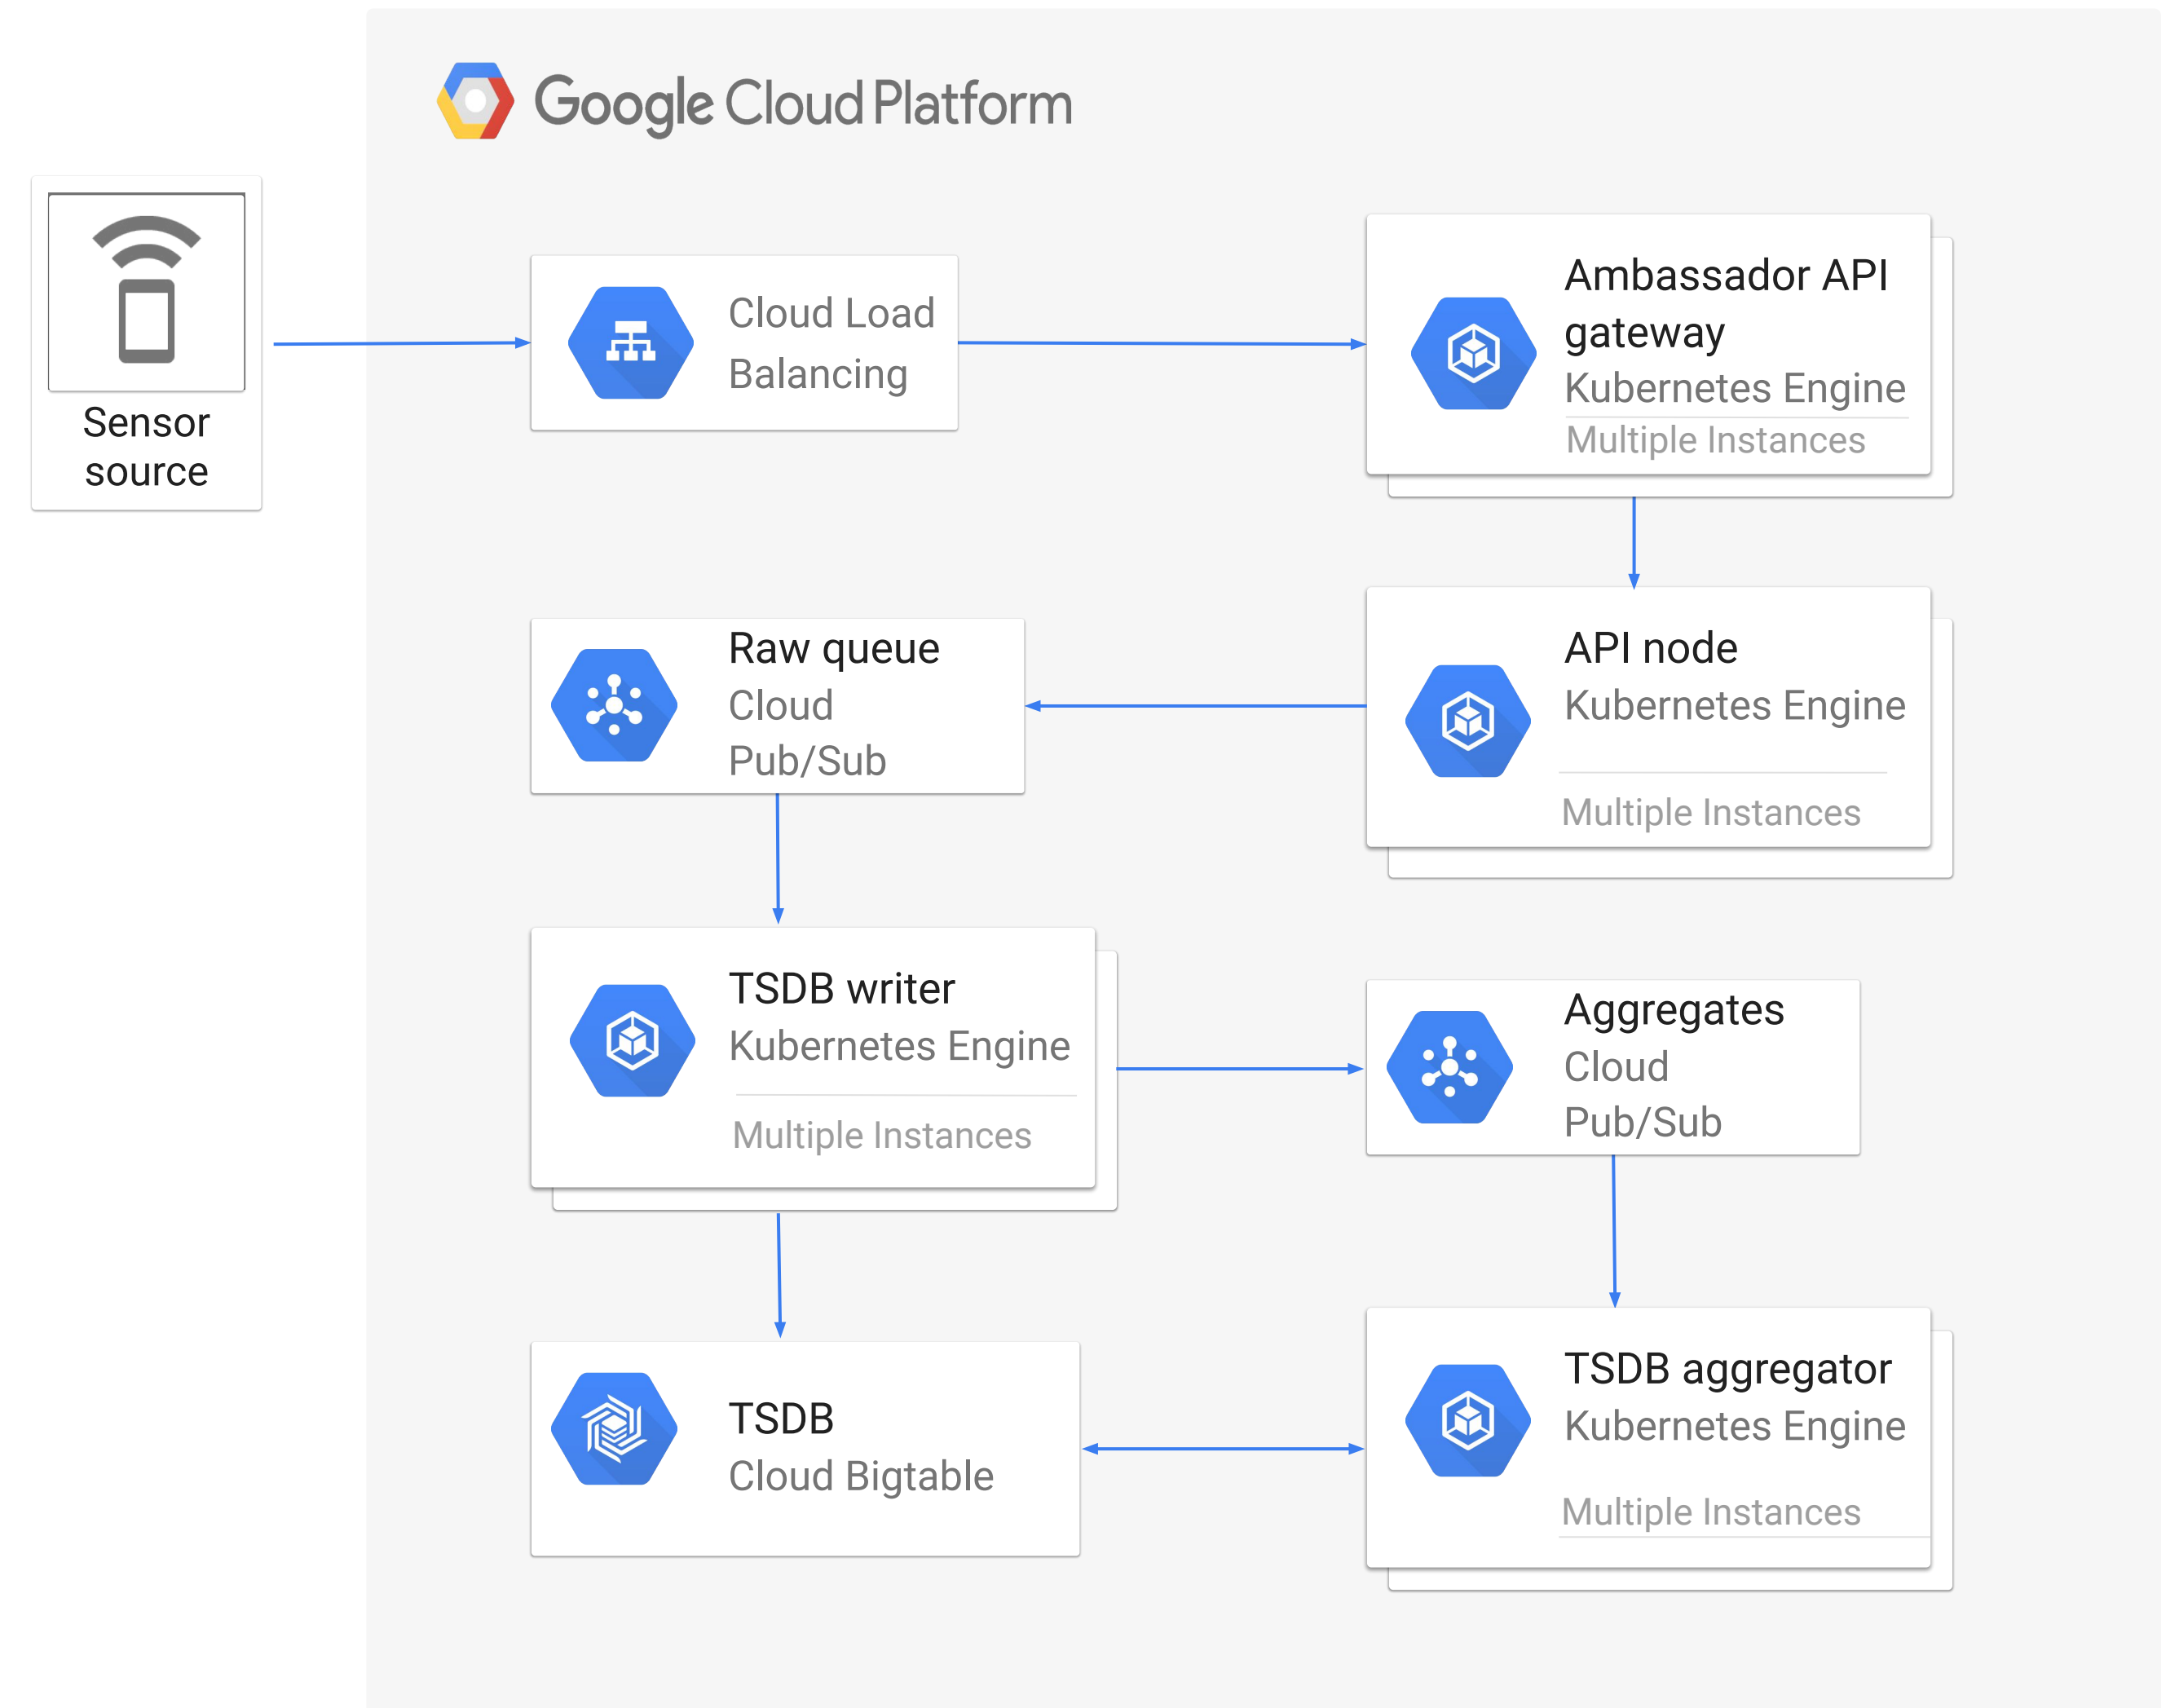 Google Cloud Platform
Sensor
source
Cloud Load
Balancing
Ambassador API
gateway
Kubernetes Engine
Multiple Instances
Raw queue
Cloud
Pub/Sub
API node
Kubernetes Engine
Multiple Instances
TSDB writer
Kubernetes Engine
Multiple Instances
Aggregates
Cloud
Pub/Sub
TSDB
Cloud Bigtable
TSDB aggregator
Kubernetes Engine
Multiple Instances